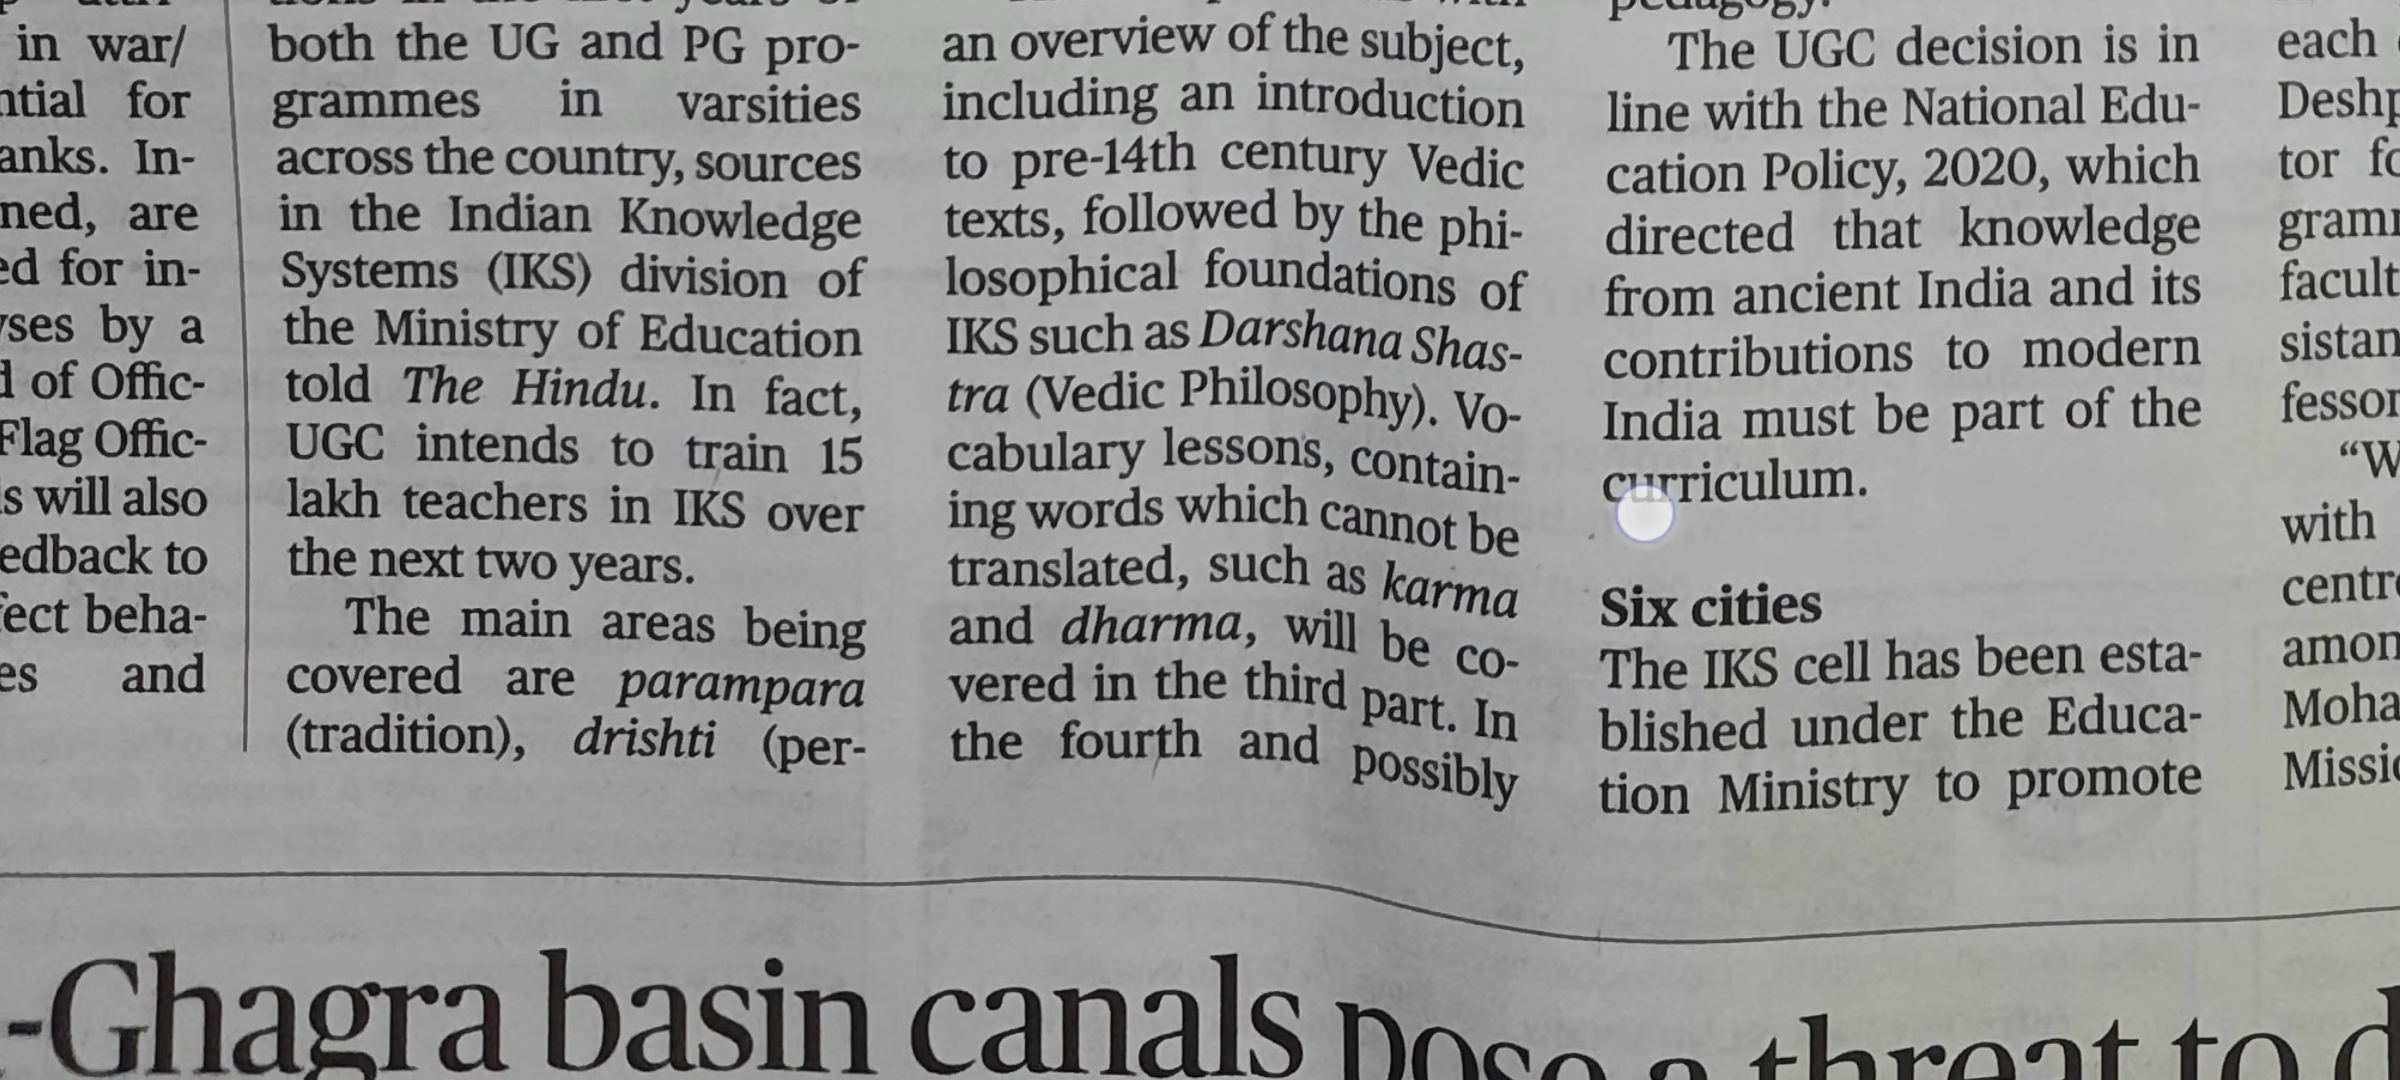 in war/
for
anks. In-
ned, are
for in-
by a
of Offic-
Flag Offic-
will also
to
beha-
and
both the UG and PG pro-
grammes in varsities
across the country, sources
in the Indian Knowledge
Systems (IKS) division of
the Ministry of Education
told The Hindu. In fact,
UGC intends to train 15
lakh teachers in IKS over
the next two years.
The main areas being
covered are parampara
(tradition), drishti (per-
an overview of the subject,
including an introduction
to pre-14th century Vedic
texts, followed by the phi-
losophical foundations of
IKS such as Darshana Shas-
tra (Vedic Philosophy). Vo-
cabulary lessons, contain-
ing words which cannot be
translated, such as karma
and dharma, will be co-
vered in the third part. In
the fourth and possibly
pedagogy.
The UGC decision is in
line with the National Edu-
cation Policy, 2020, which
directed that knowledge
from ancient India and its
contributions to modern
India must be part of the
curriculum.
Six cities
The IKS cell has been esta-
blished under the Educa-
tion Ministry to promote
each
Deshp
tor
gram
facult
sistan
fessor
“W
with
centre
amon
Moha
Missio
-Ghagra basin canals pose a threat to